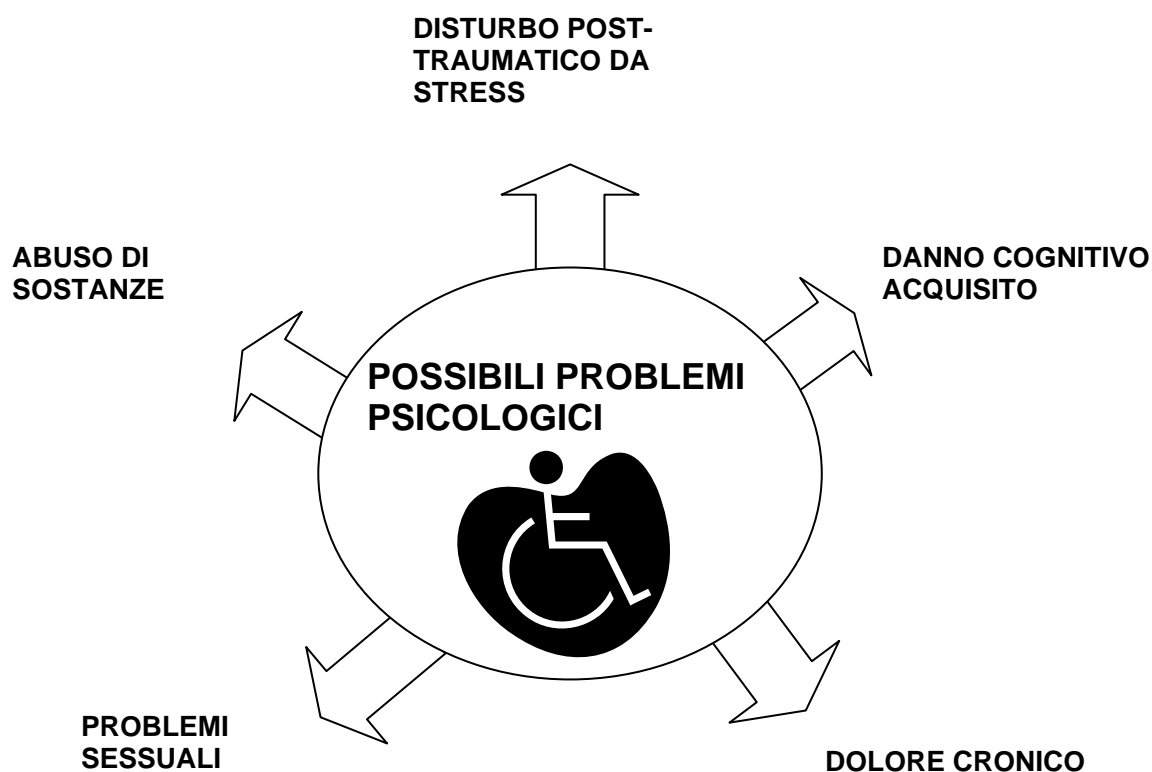 DISTURBO POST-
TRAUMATICO DA
STRESS
ABUSO DI
SOSTANZE
DANNO COGNITIVO
ACQUISITO
POSSIBILI PROBLEMI
PSICOLOGICI
PROBLEMI
SESSUALI
DOLORE CRONICO